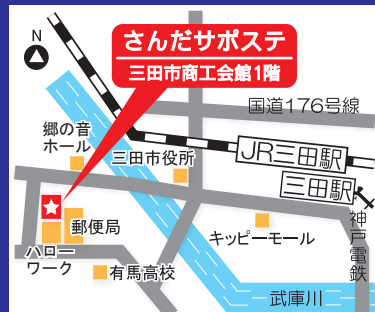 N
さんだサポステ
三田市商工会館1階
国道176号線
郷の音
ホール
三田市役所
JR三田駅
三田駅
神戸電鉄
郵便局
ハロー
ワーク
キッピーモール
有馬高校
武庫川